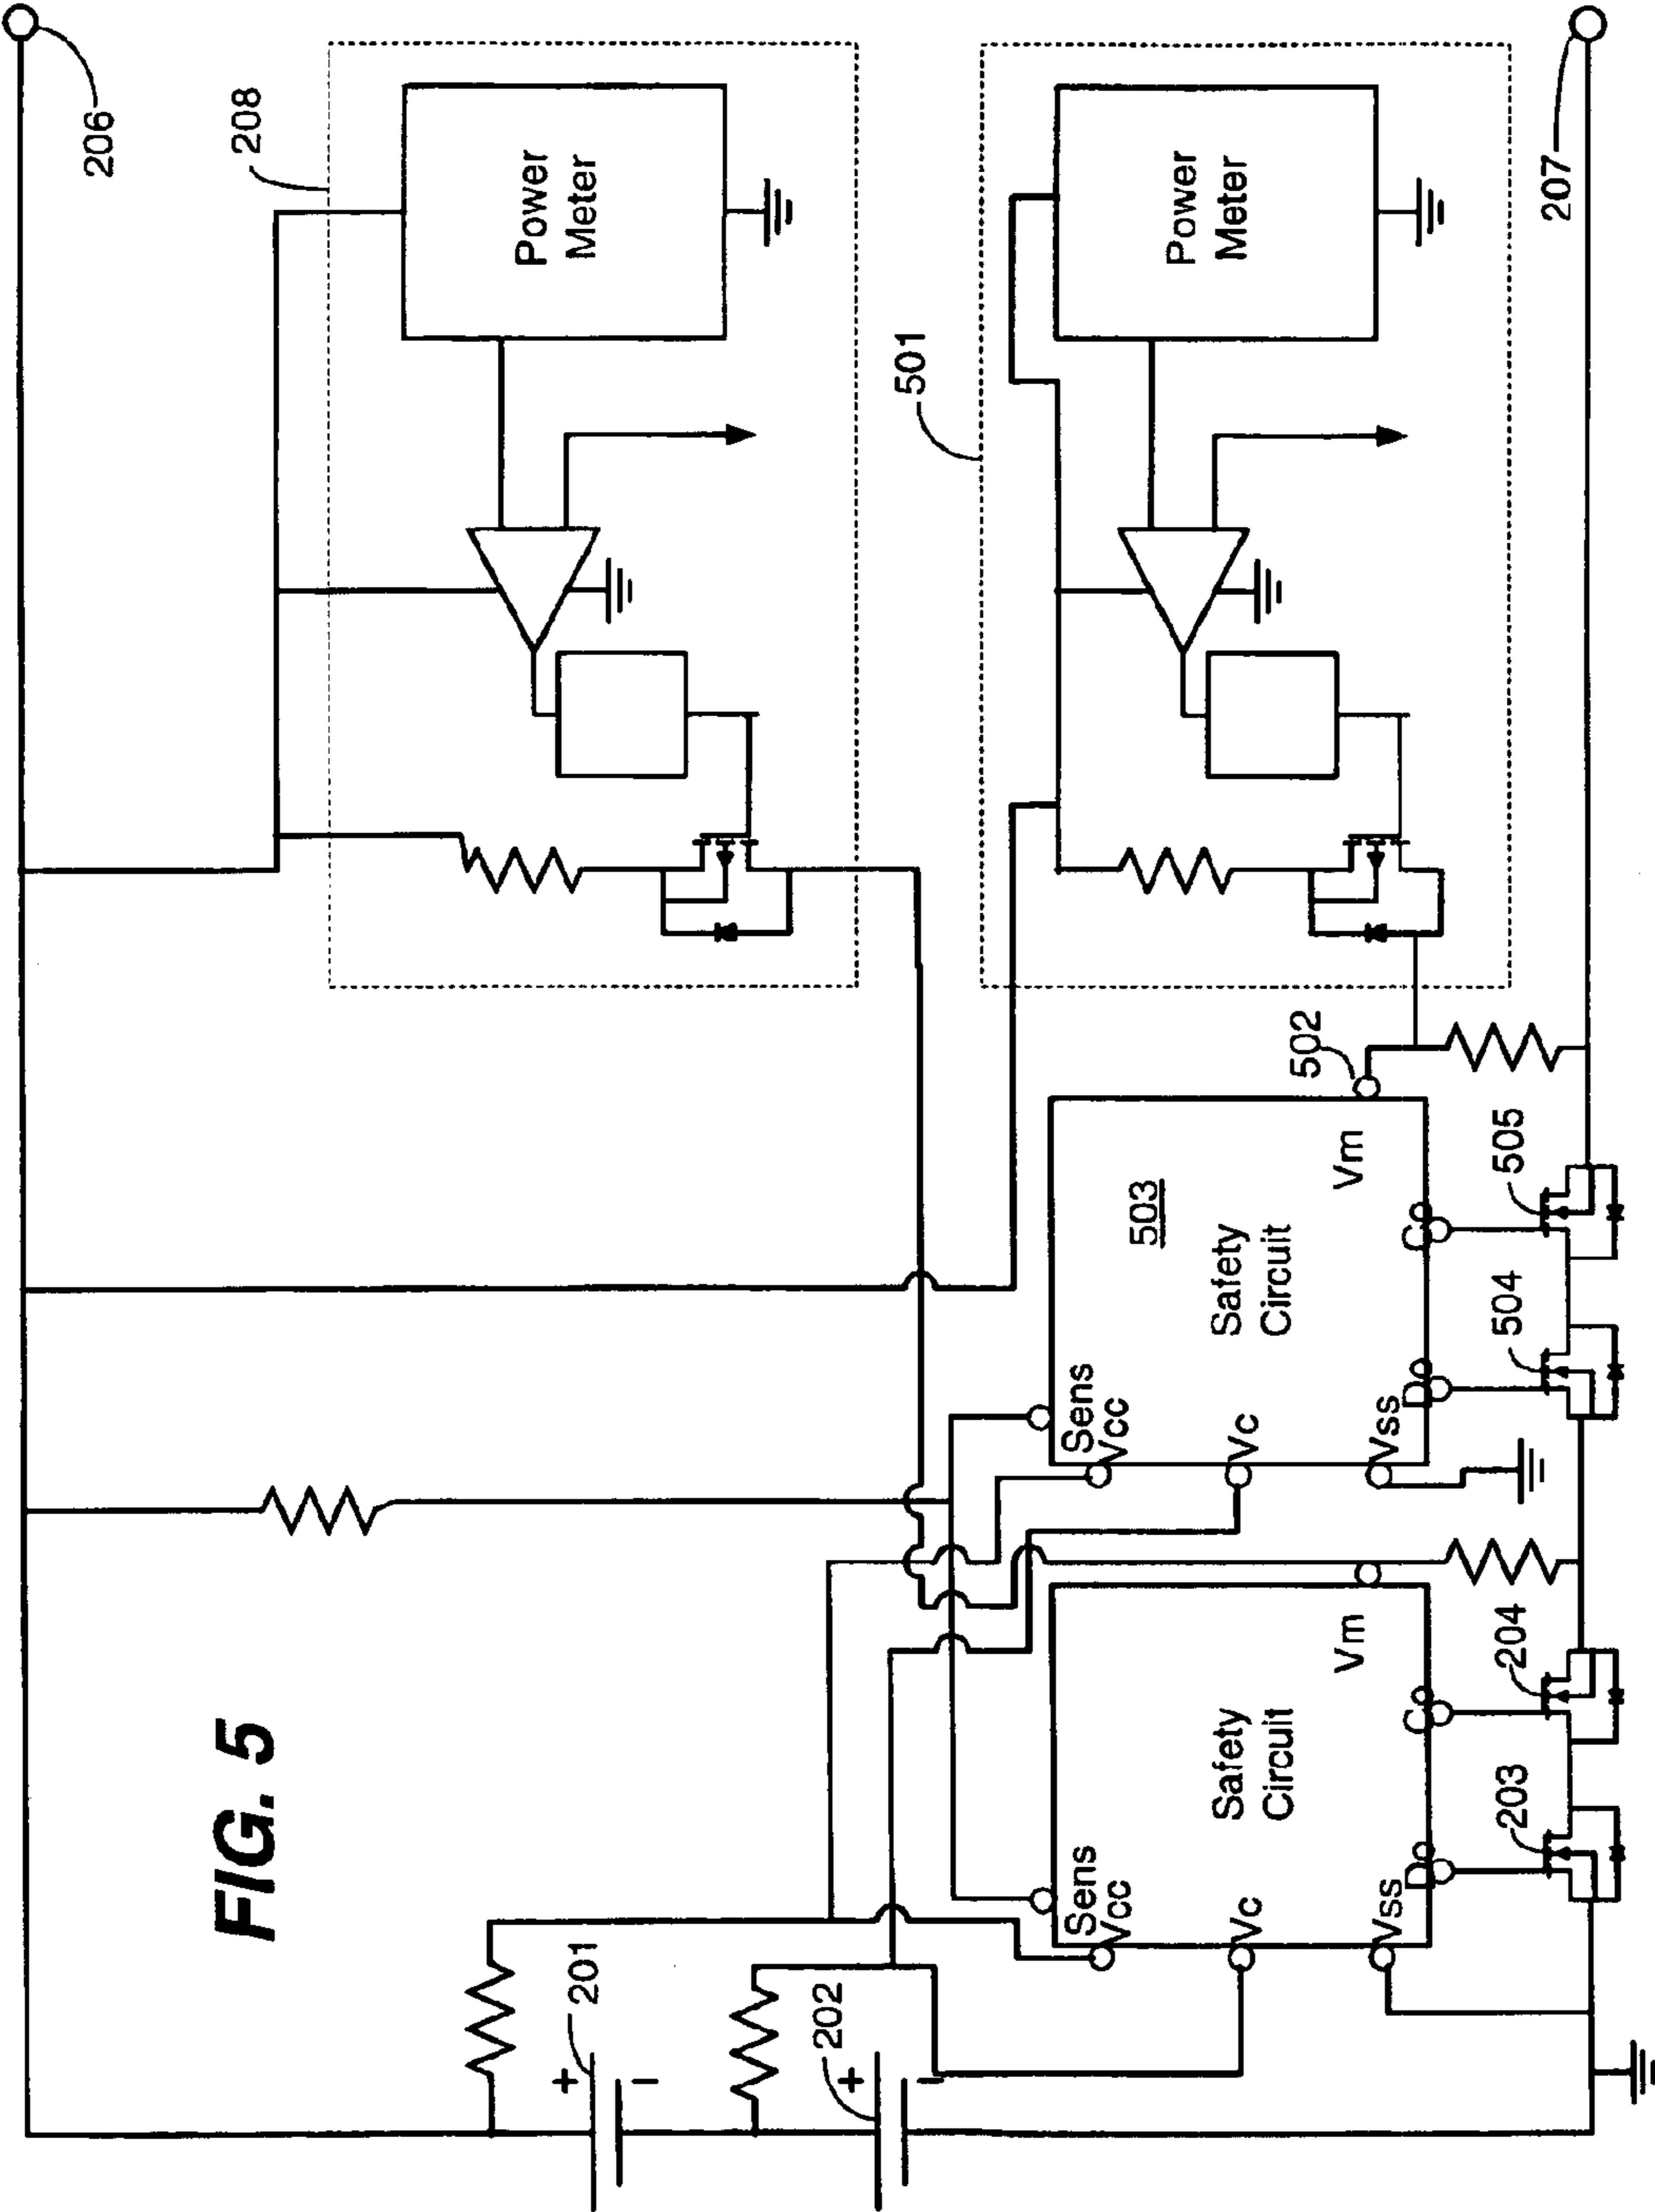 FIG. 5
206
208
Power
Meter
501
Power
Meter
207
502
503
Safety
Circuit
Sens
Vcc
Vc
Vss
Do
Co
Vm
504
505
201
202
+
-
+
-
Safety
Circuit
Sens
Vcc
Vc
Vss
Do
Co
Vm
203
204